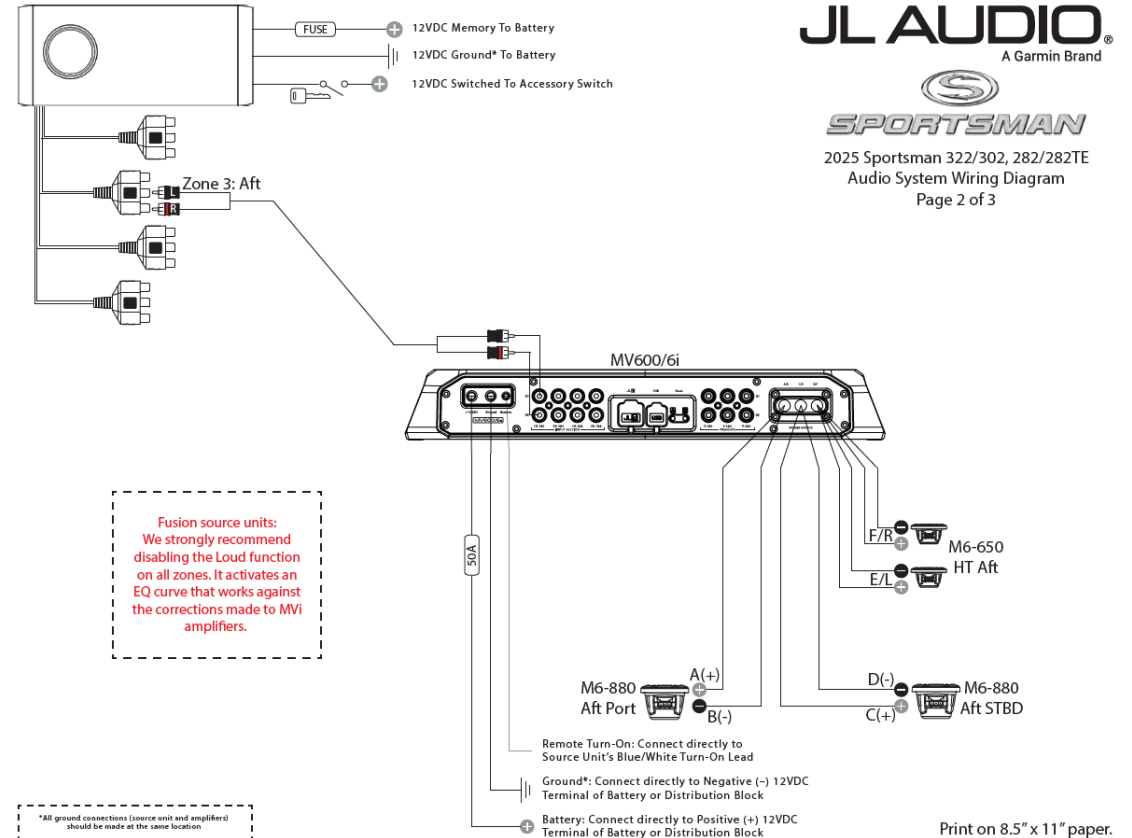 FUSE
12VDC Memory To Battery
12VDC Ground* To Battery
12VDC Switched To Accessory Switch
JL AUDIO®
A Garmin Brand
S
SPORTSMAN
2025 Sportsman 322/302, 282/282TE
Audio System Wiring Diagram
Page 2 of 3
Zone 3: Aft
L
R
MV600/6i
Ground
Remote
INPUT SECTION
50A
Fusion source units:
We strongly recommend
disabling the Loud function
on all zones. It activates an
EQ curve that works against
the corrections made to MVi
amplifiers.
F/R
E/L
M6-650
HT Aft
M6-880
Aft Port
A(+)
B(-)
D(-)
C(+)
M6-880
Aft STBD
Remote Turn-On: Connect directly to
Source Unit's Blue/White Turn-On Lead
Ground*: Connect directly to Negative (–) 12VDC
Terminal of Battery or Distribution Block
Battery: Connect directly to Positive (+) 12VDC
Terminal of Battery or Distribution Block
*All ground connections (source unit and amplifiers)
should be made at the same location
Print on 8.5" x 11" paper.